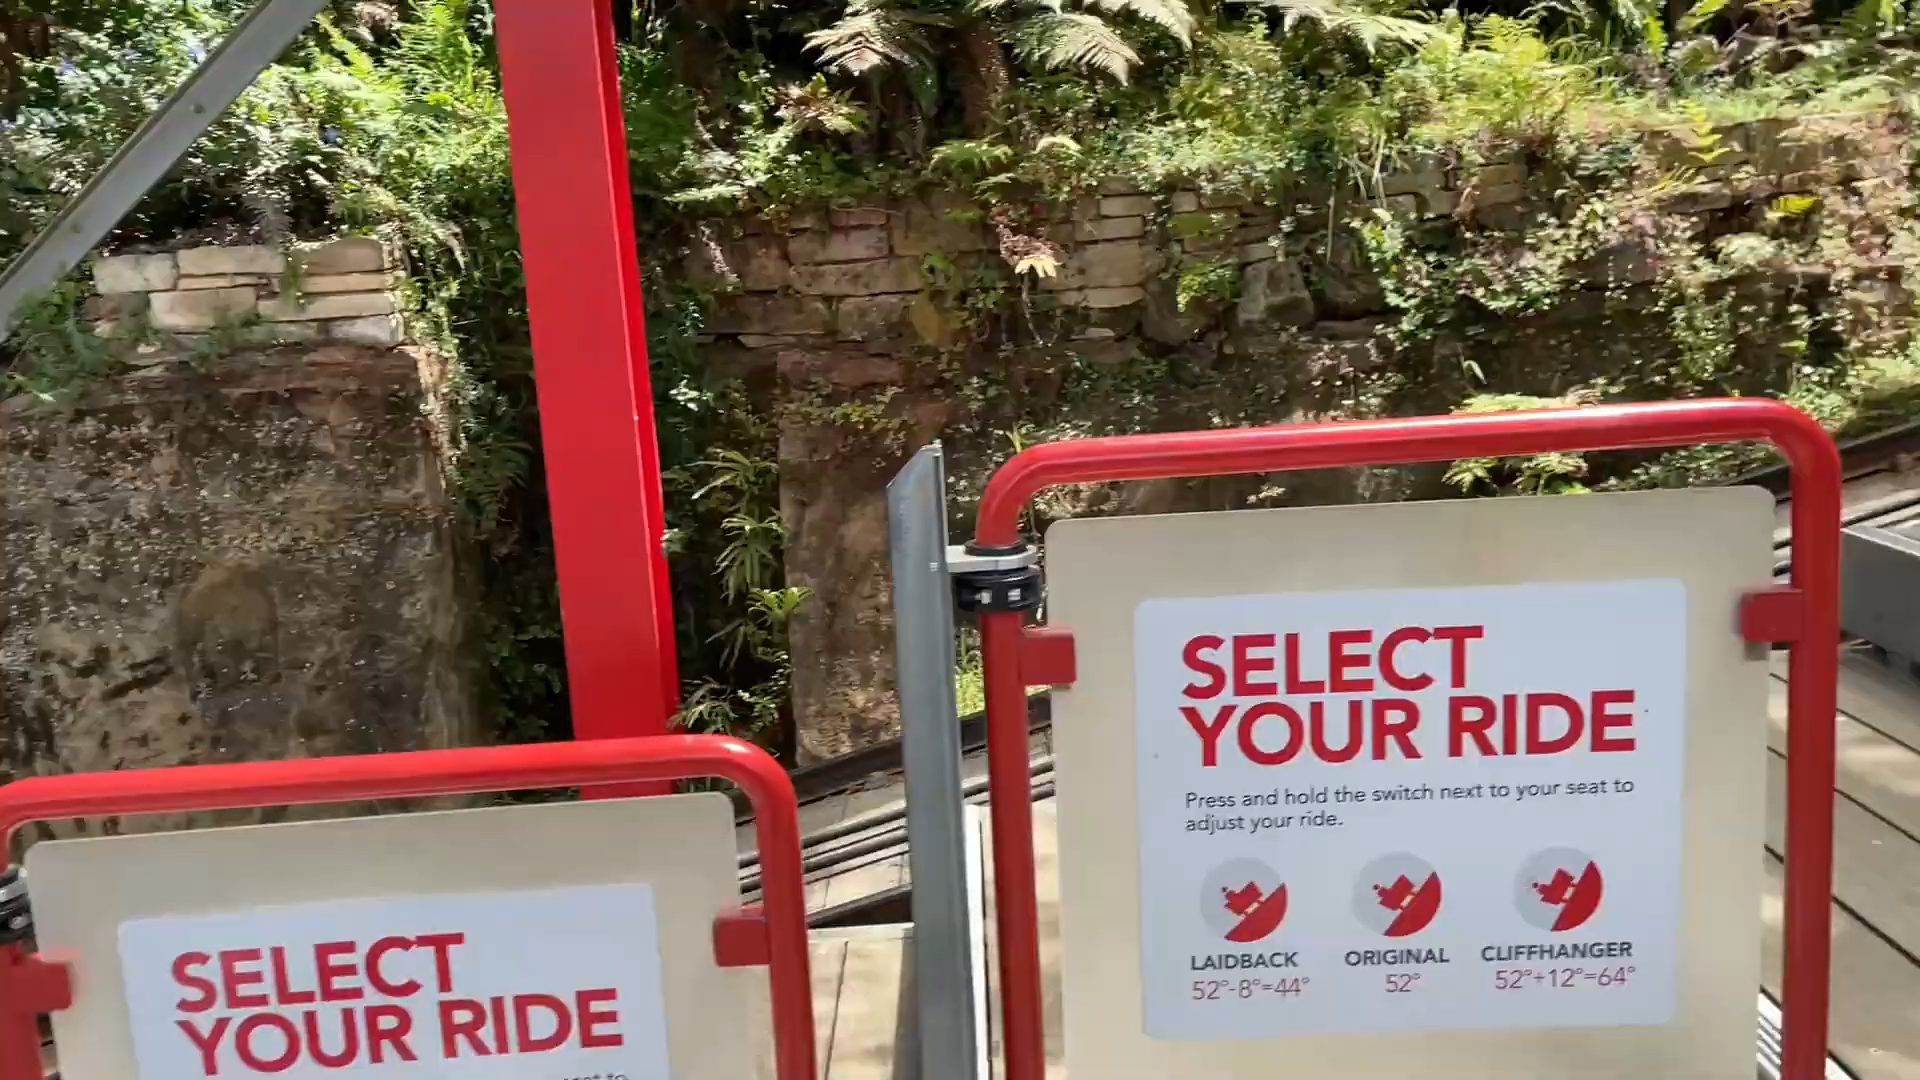 SELECT
YOUR RIDE
Press and hold the switch next to your seat to
adjust your ride.
LAIDBACK
52°-8°=44°
ORIGINAL
52°
CLIFFHANGER
52°+12°=64°
SELECT
YOUR RIDE
to